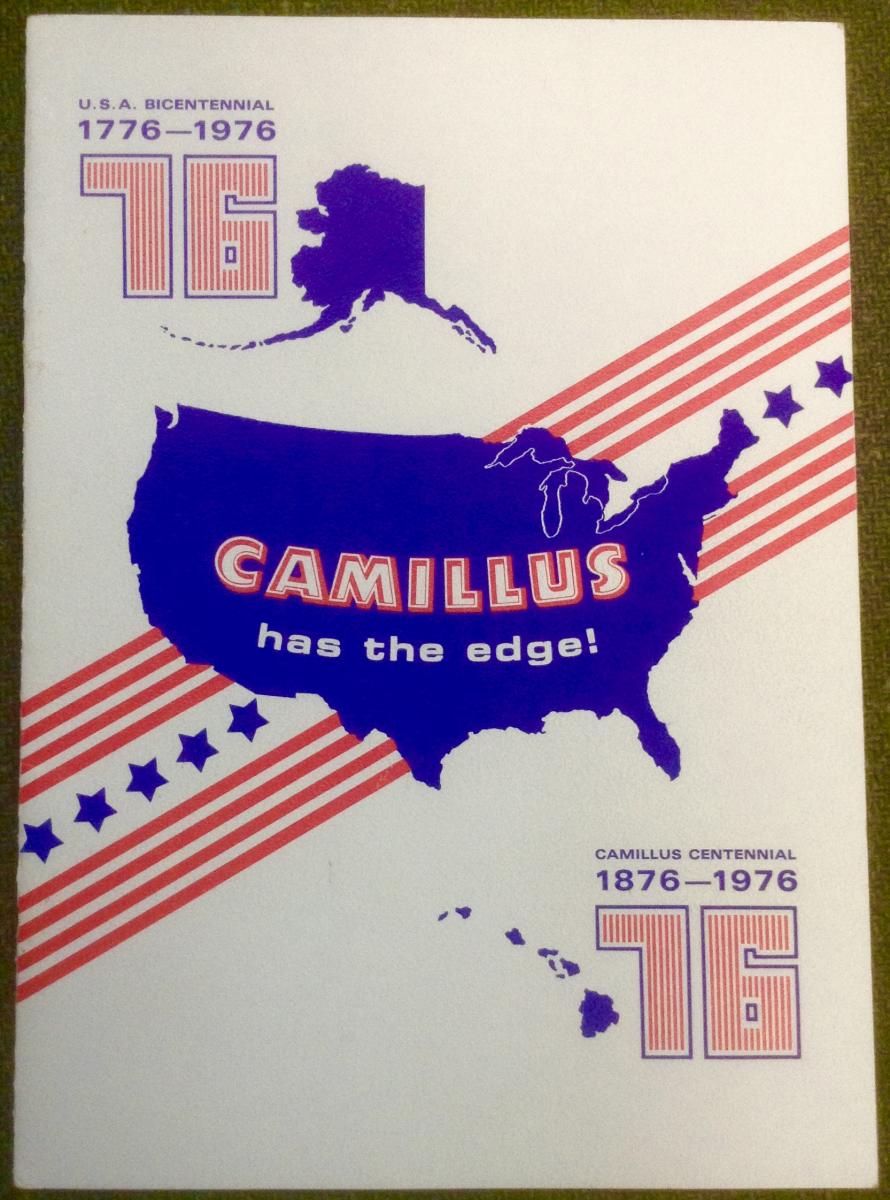 U.S.A. BICENTENNIAL
1776—1976
76
CAMILLUS
has the edge!
CAMILLUS CENTENNIAL
1876—1976
76